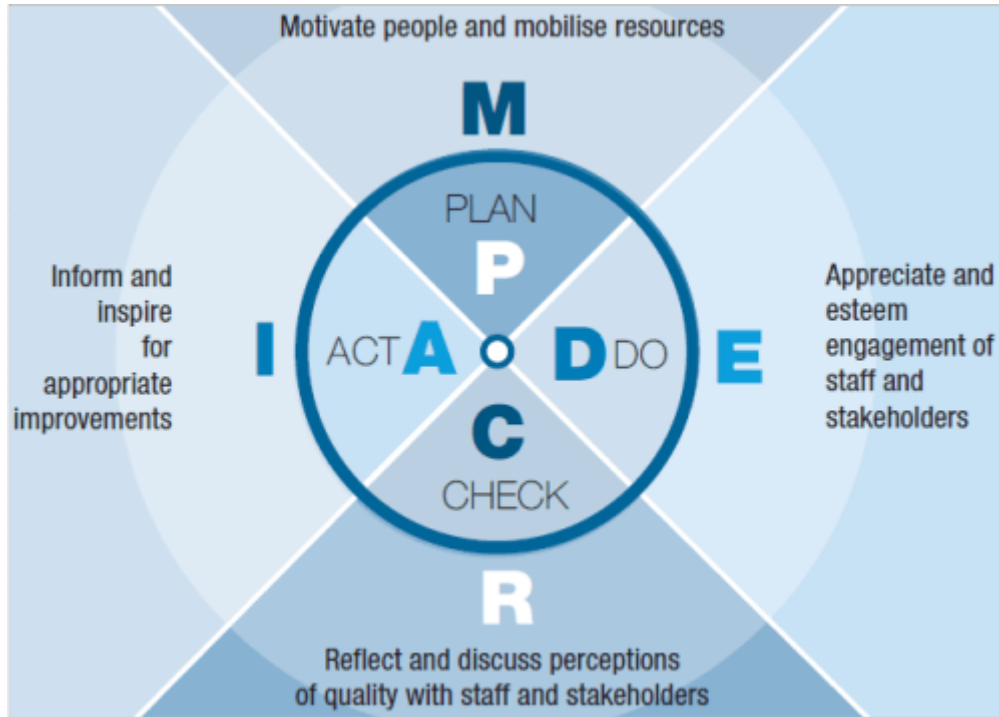 Motivate people and mobilise resources
M
PLAN
P
Inform and
inspire
for
appropriate
improvements
I
ACT A
D DO
E
Appreciate and
esteem
engagement of
staff and
stakeholders
C
CHECK
R
Reflect and discuss perceptions
of quality with staff and stakeholders